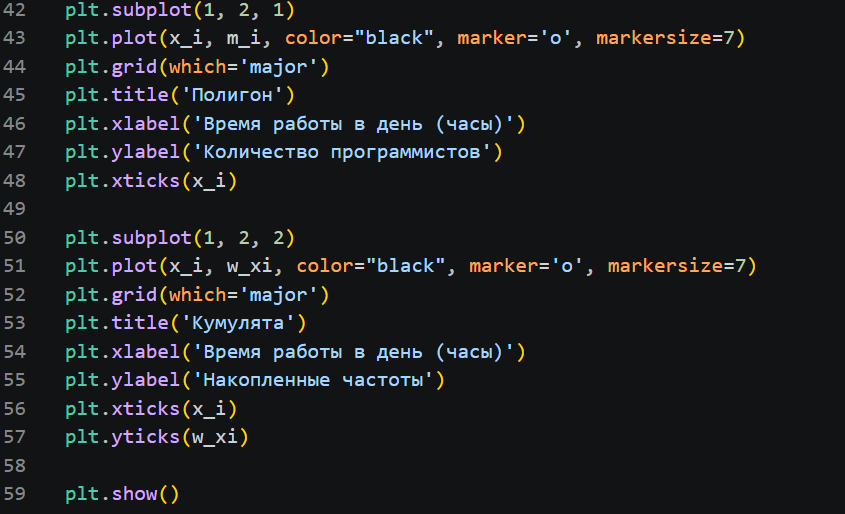 42 plt.subplot(1, 2, 1)
43 plt.plot(x_i, m_i, color="black", marker='o', markersize=7)
44 plt.grid(which='major')
45 plt.title('Полигон')
46 plt.xlabel('Время работы в день (часы)')
47 plt.ylabel('Количество программистов')
48 plt.xticks(x_i)
49
50 plt.subplot(1, 2, 2)
51 plt.plot(x_i, w_xi, color="black", marker='o', markersize=7)
52 plt.grid(which='major')
53 plt.title('Кумулята')
54 plt.xlabel('Время работы в день (часы)')
55 plt.ylabel('Накопленные частоты')
56 plt.xticks(x_i)
57 plt.yticks(w_xi)
58
59 plt.show()